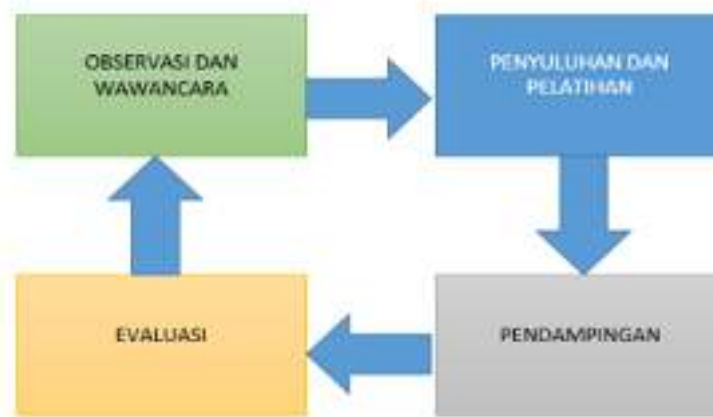 OBSERVASI DAN
WAWANCARA
PENYULUHAN DAN
PELATIHAN
EVALUASI
PENDAMPINGAN